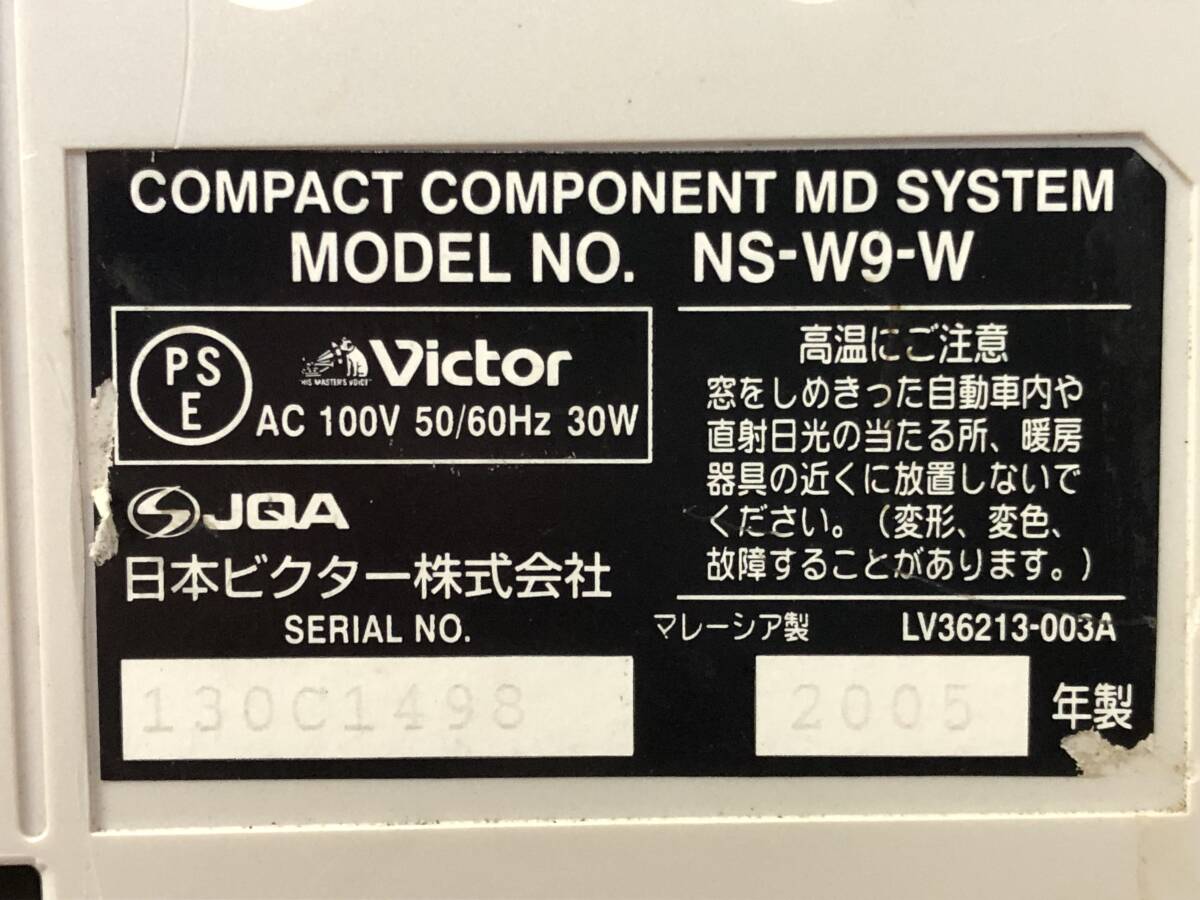 COMPACT COMPONENT MD SYSTEM
MODEL NO. NS-W9-W
PS
E
"HIS MASTER'S VOICE"
Victor
AC 100V 50/60Hz 30W
JQA
日本ビクター株式会社
SERIAL NO.
130C1498
高温にご注意
窓をしめきった自動車内や
直射日光の当たる所、暖房
器具の近くに放置しないで
ください。(変形、変色、
故障することがあります。)
マレーシア製 LV36213-003A
2005 年製